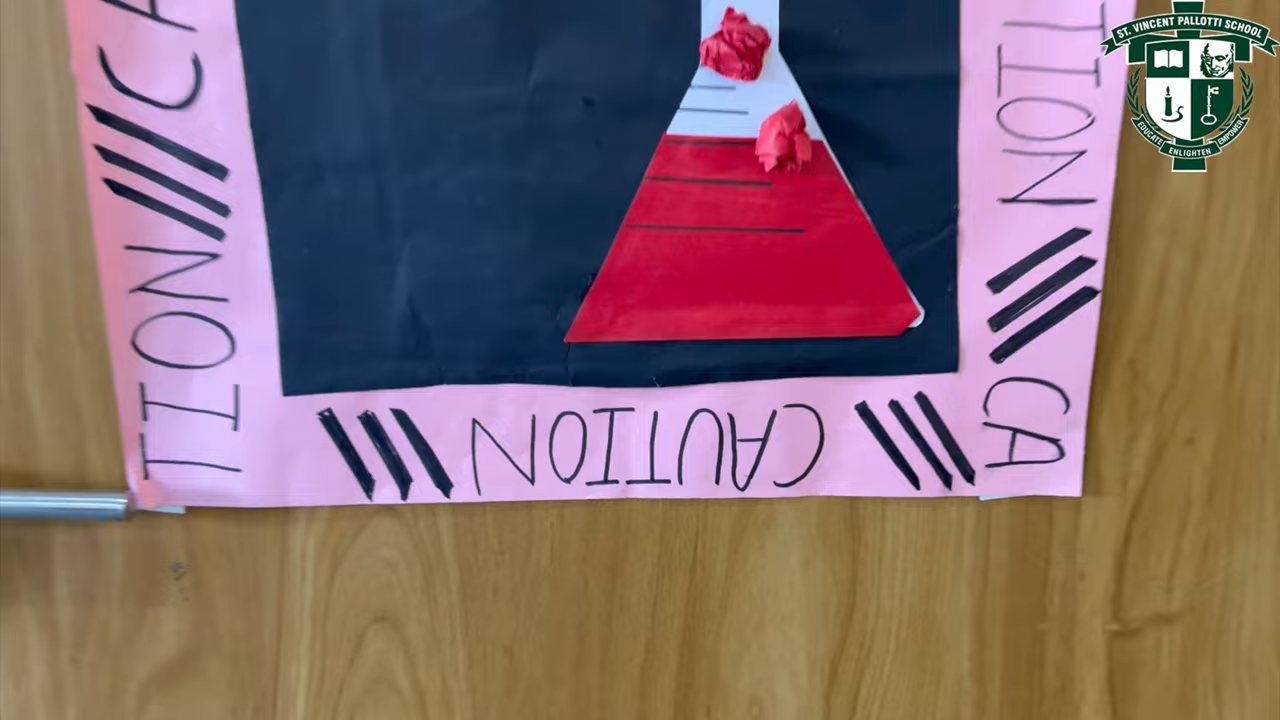 ST. VINCENT PALLOTTI SCHOOL
EDUCATE
ENLIGHTEN
EMPOWER
TION /// CA
TION /// CA
CAUTION